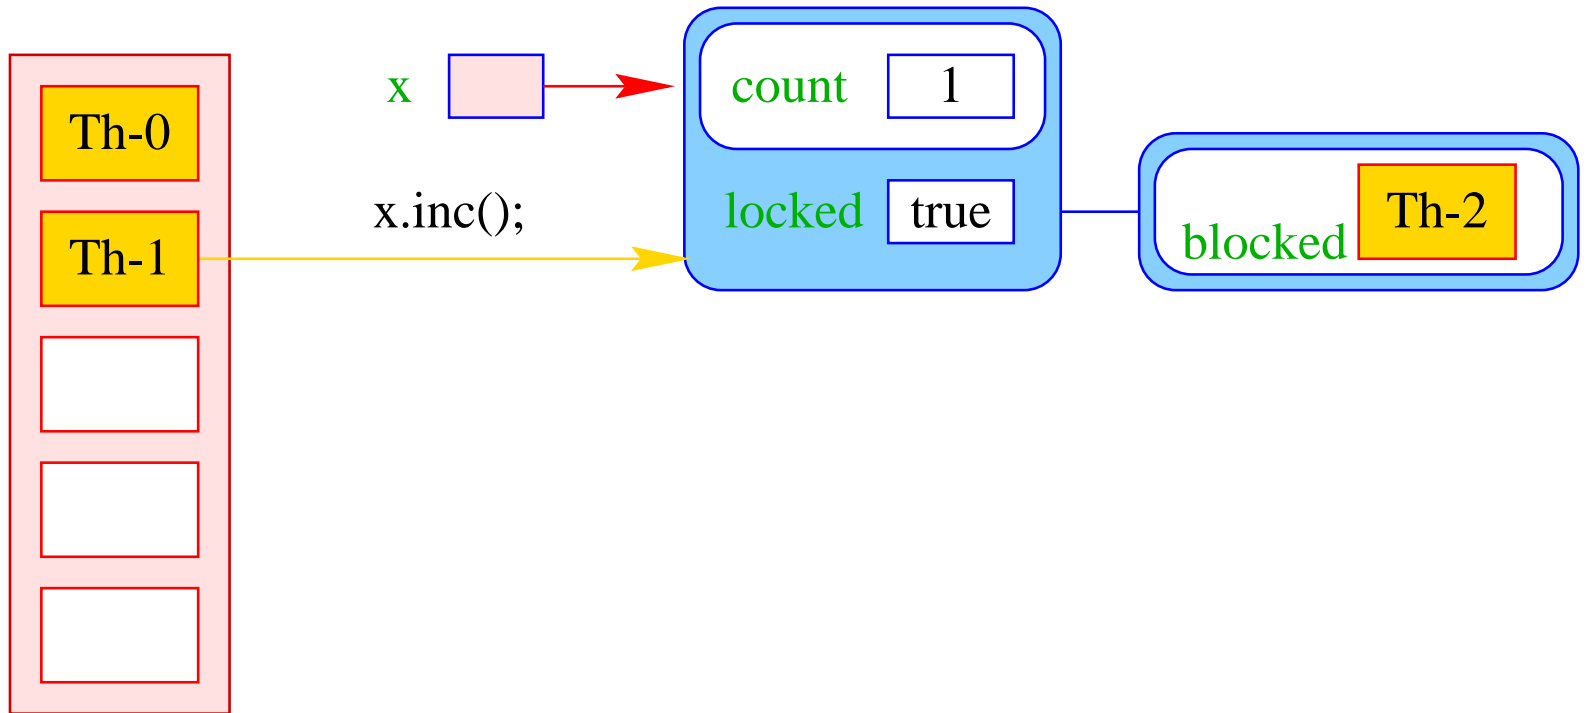 Th-0
Th-1
x
x.inc();
count 1
locked true
blocked Th-2